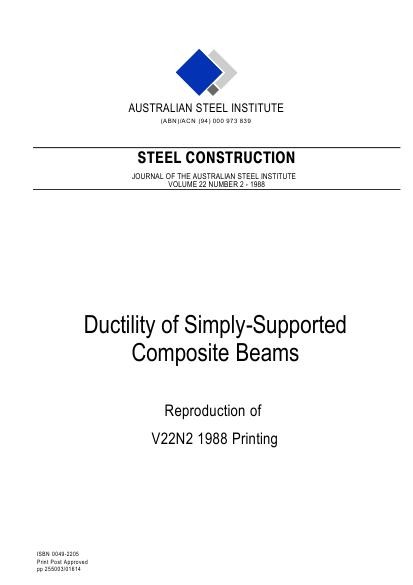 AUSTRALIAN STEEL INSTITUTE
(ABN)/ACN (94) 000 973 839
STEEL CONSTRUCTION
JOURNAL OF THE AUSTRALIAN STEEL INSTITUTE
VOLUME 22 NUMBER 2 - 1988
Ductility of Simply-Supported
Composite Beams
Reproduction of
V22N2 1988 Printing
ISBN 0049-2205
Print Post Approved
pp 255003/01614